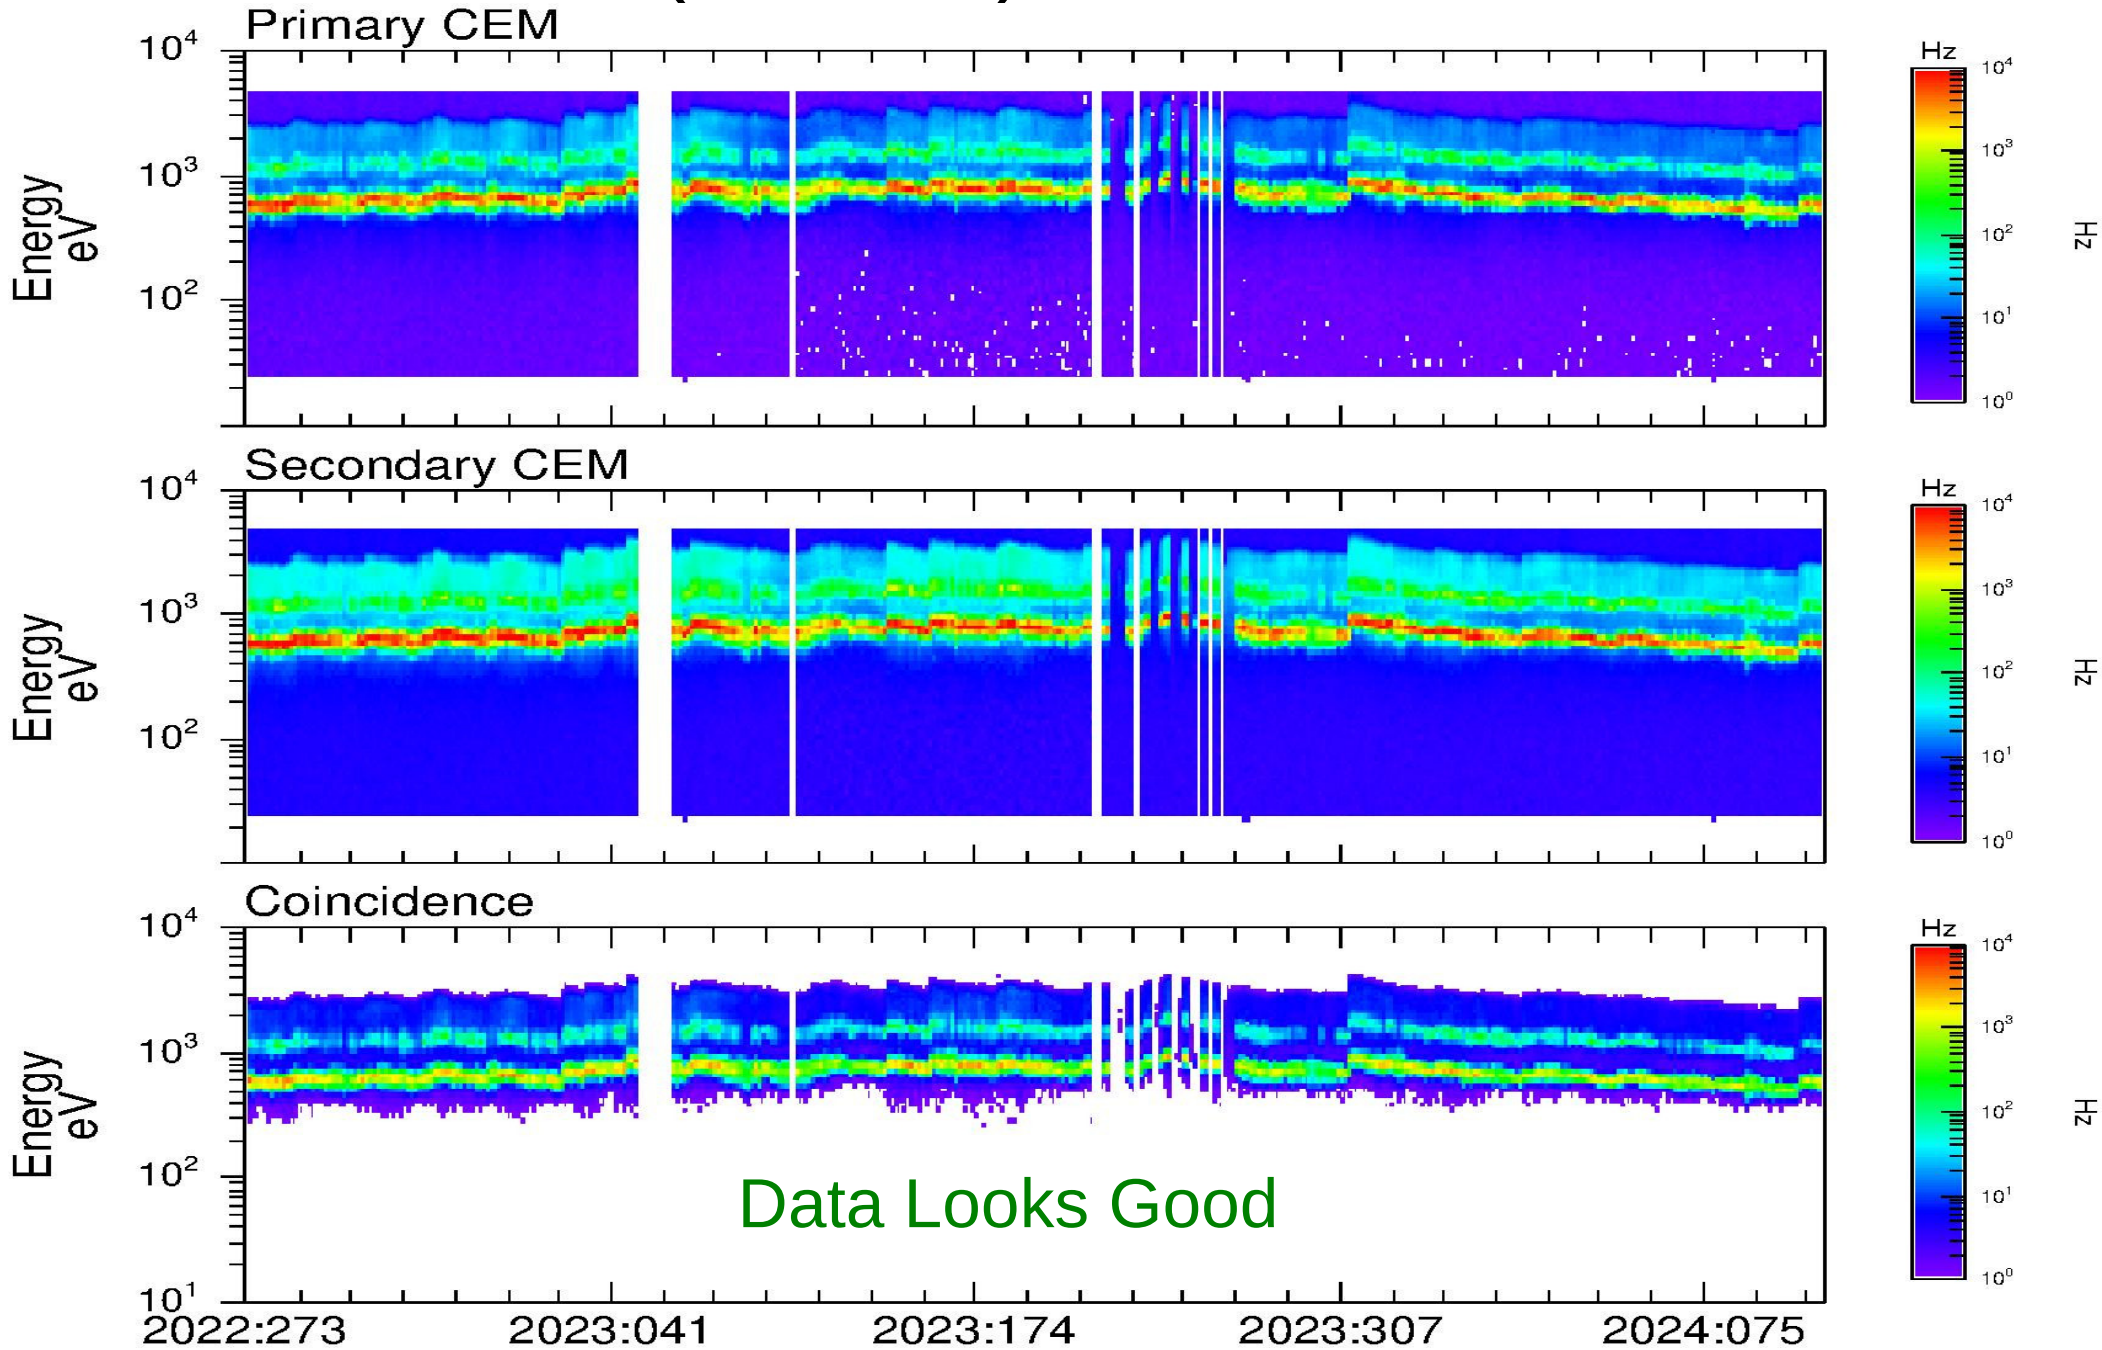 Primary CEM
10⁴
10³
10²
Energy
eV
Hz
10⁴
10³
10²
10¹
10⁰
Hz
Secondary CEM
10⁴
10³
10²
Energy
eV
Hz
10⁴
10³
10²
10¹
10⁰
Hz
Coincidence
10⁴
10³
10²
10¹
Energy
eV
Hz
10⁴
10³
10²
10¹
10⁰
Hz
Data Looks Good
2022:273 2023:041 2023:174 2023:307 2024:075